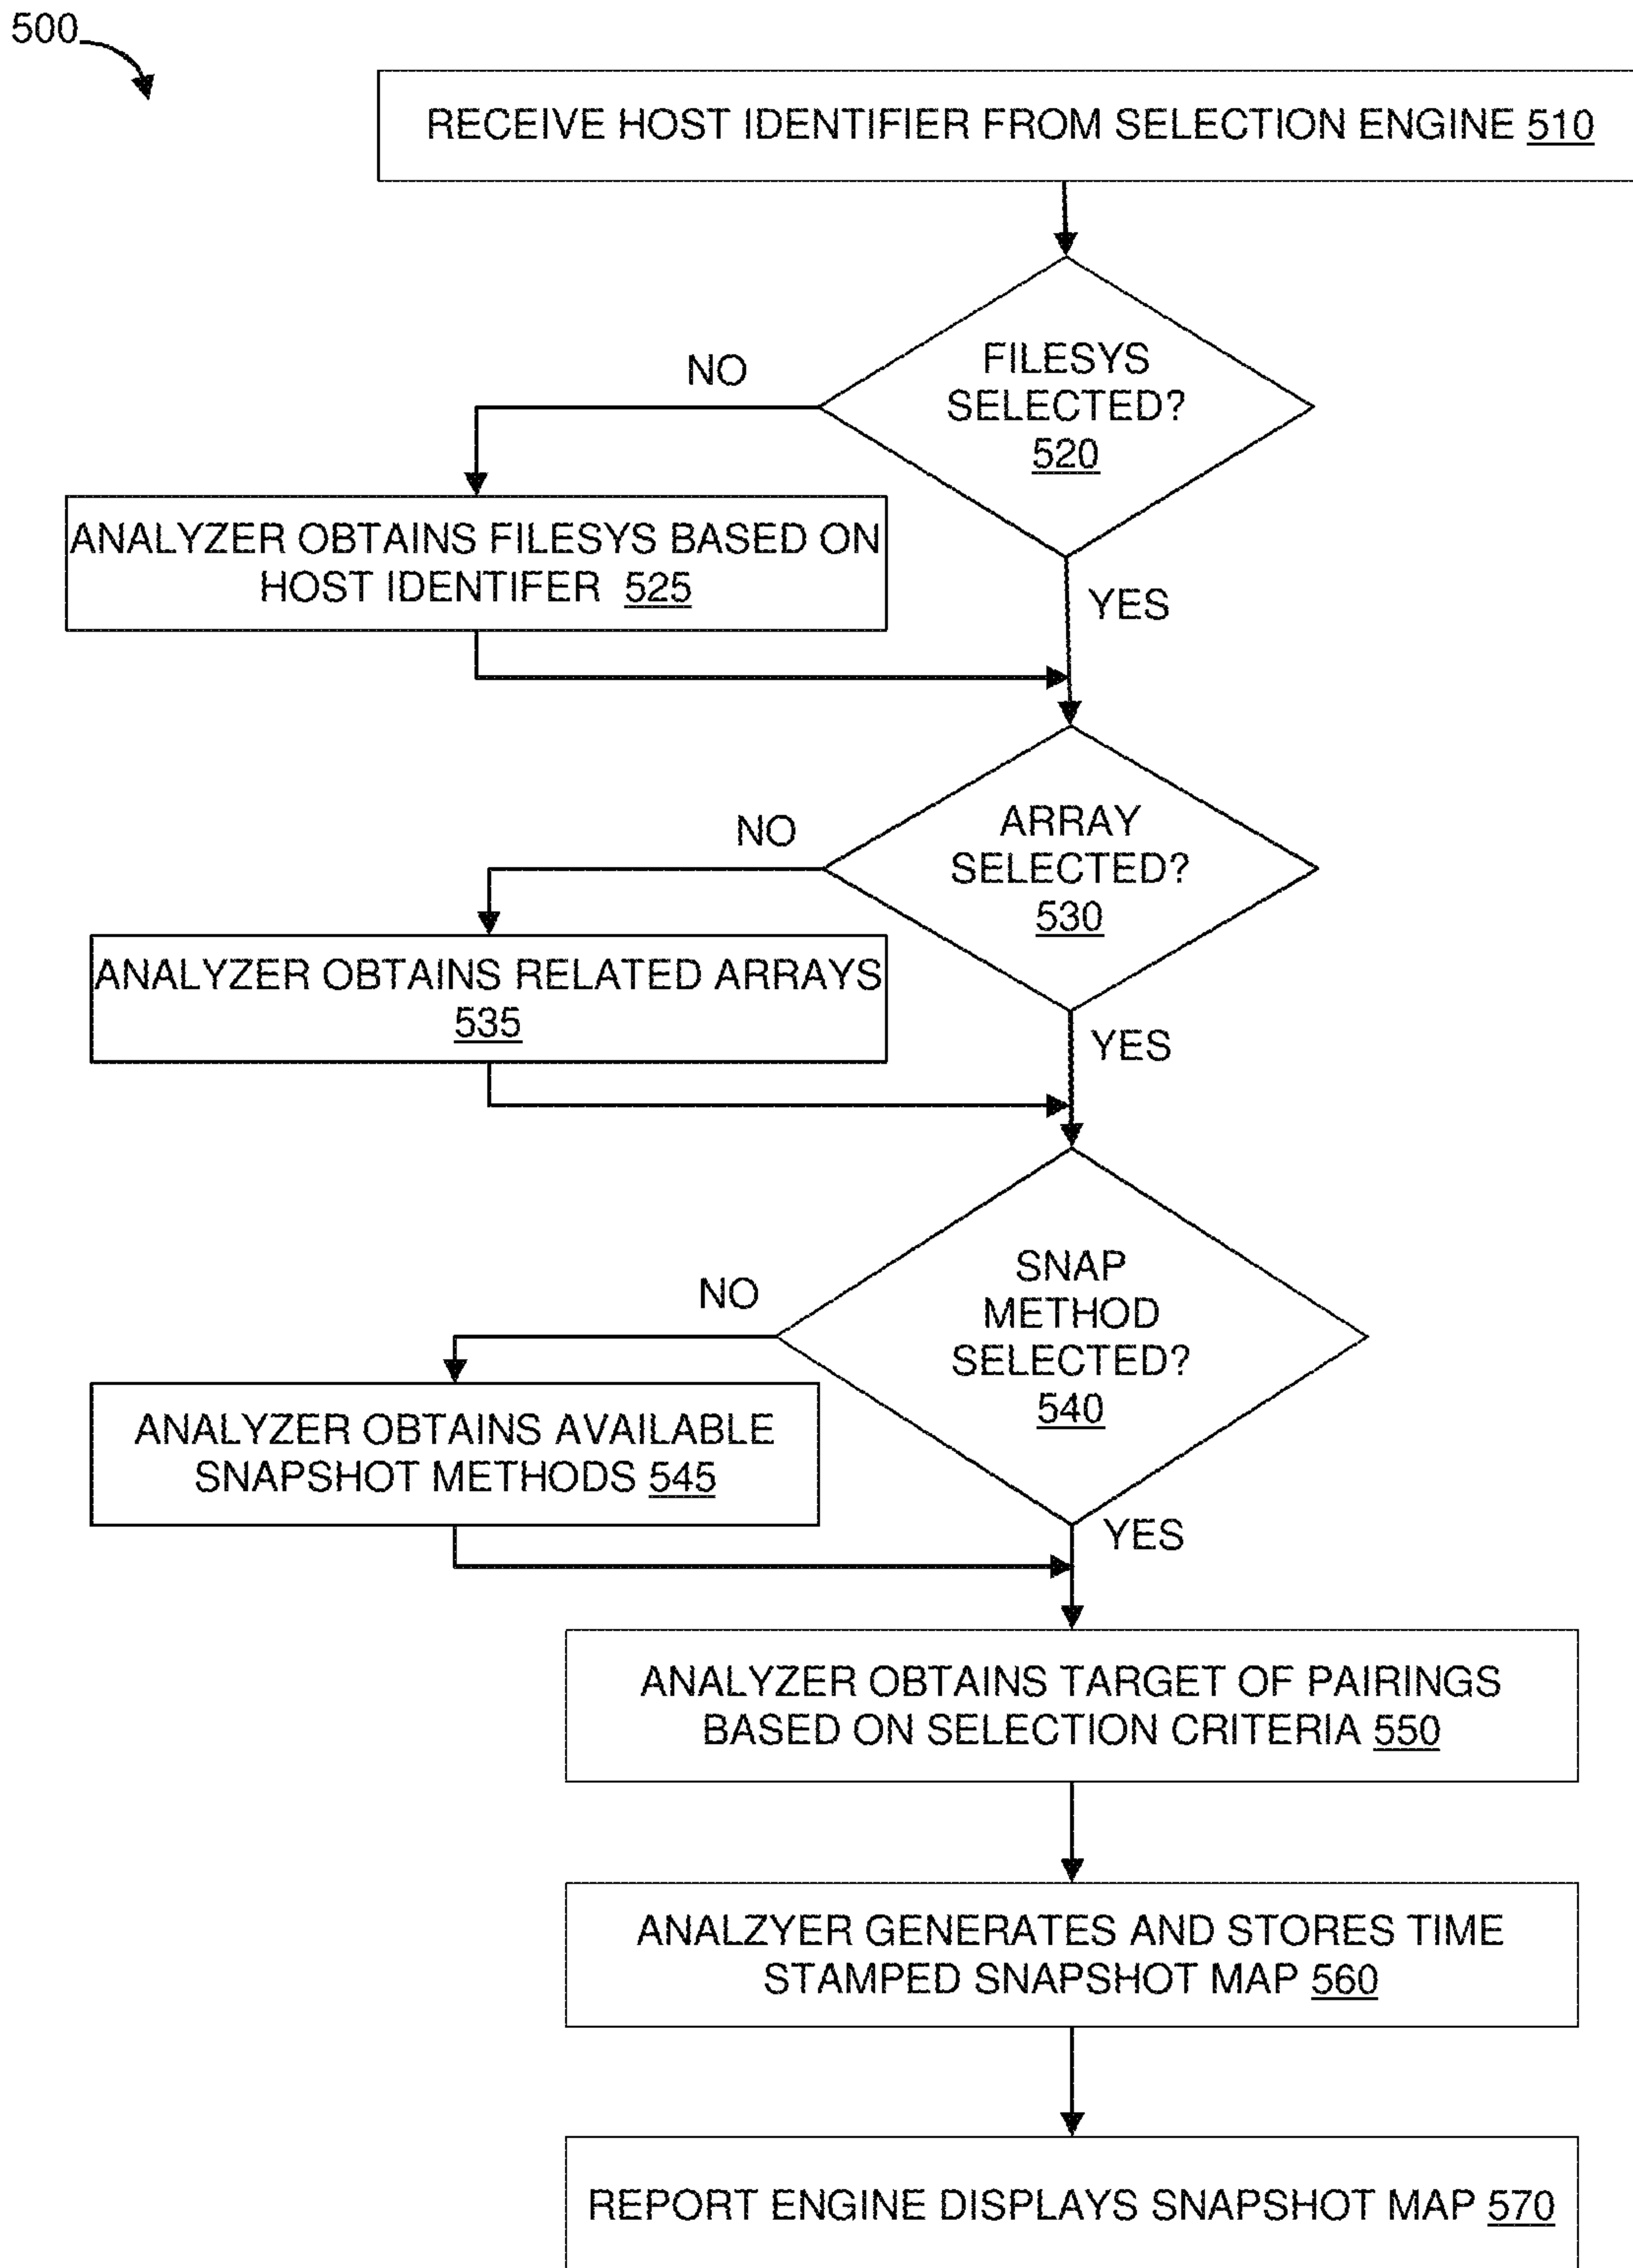 500
RECEIVE HOST IDENTIFIER FROM SELECTION ENGINE 510
FILESYS
SELECTED?
520
NO
ANALYZER OBTAINS FILESYS BASED ON
HOST IDENTIFER 525
YES
ARRAY
SELECTED?
530
NO
ANALYZER OBTAINS RELATED ARRAYS
535
YES
SNAP
METHOD
SELECTED?
540
NO
ANALYZER OBTAINS AVAILABLE
SNAPSHOT METHODS 545
YES
ANALYZER OBTAINS TARGET OF PAIRINGS
BASED ON SELECTION CRITERIA 550
ANALZYER GENERATES AND STORES TIME
STAMPED SNAPSHOT MAP 560
REPORT ENGINE DISPLAYS SNAPSHOT MAP 570